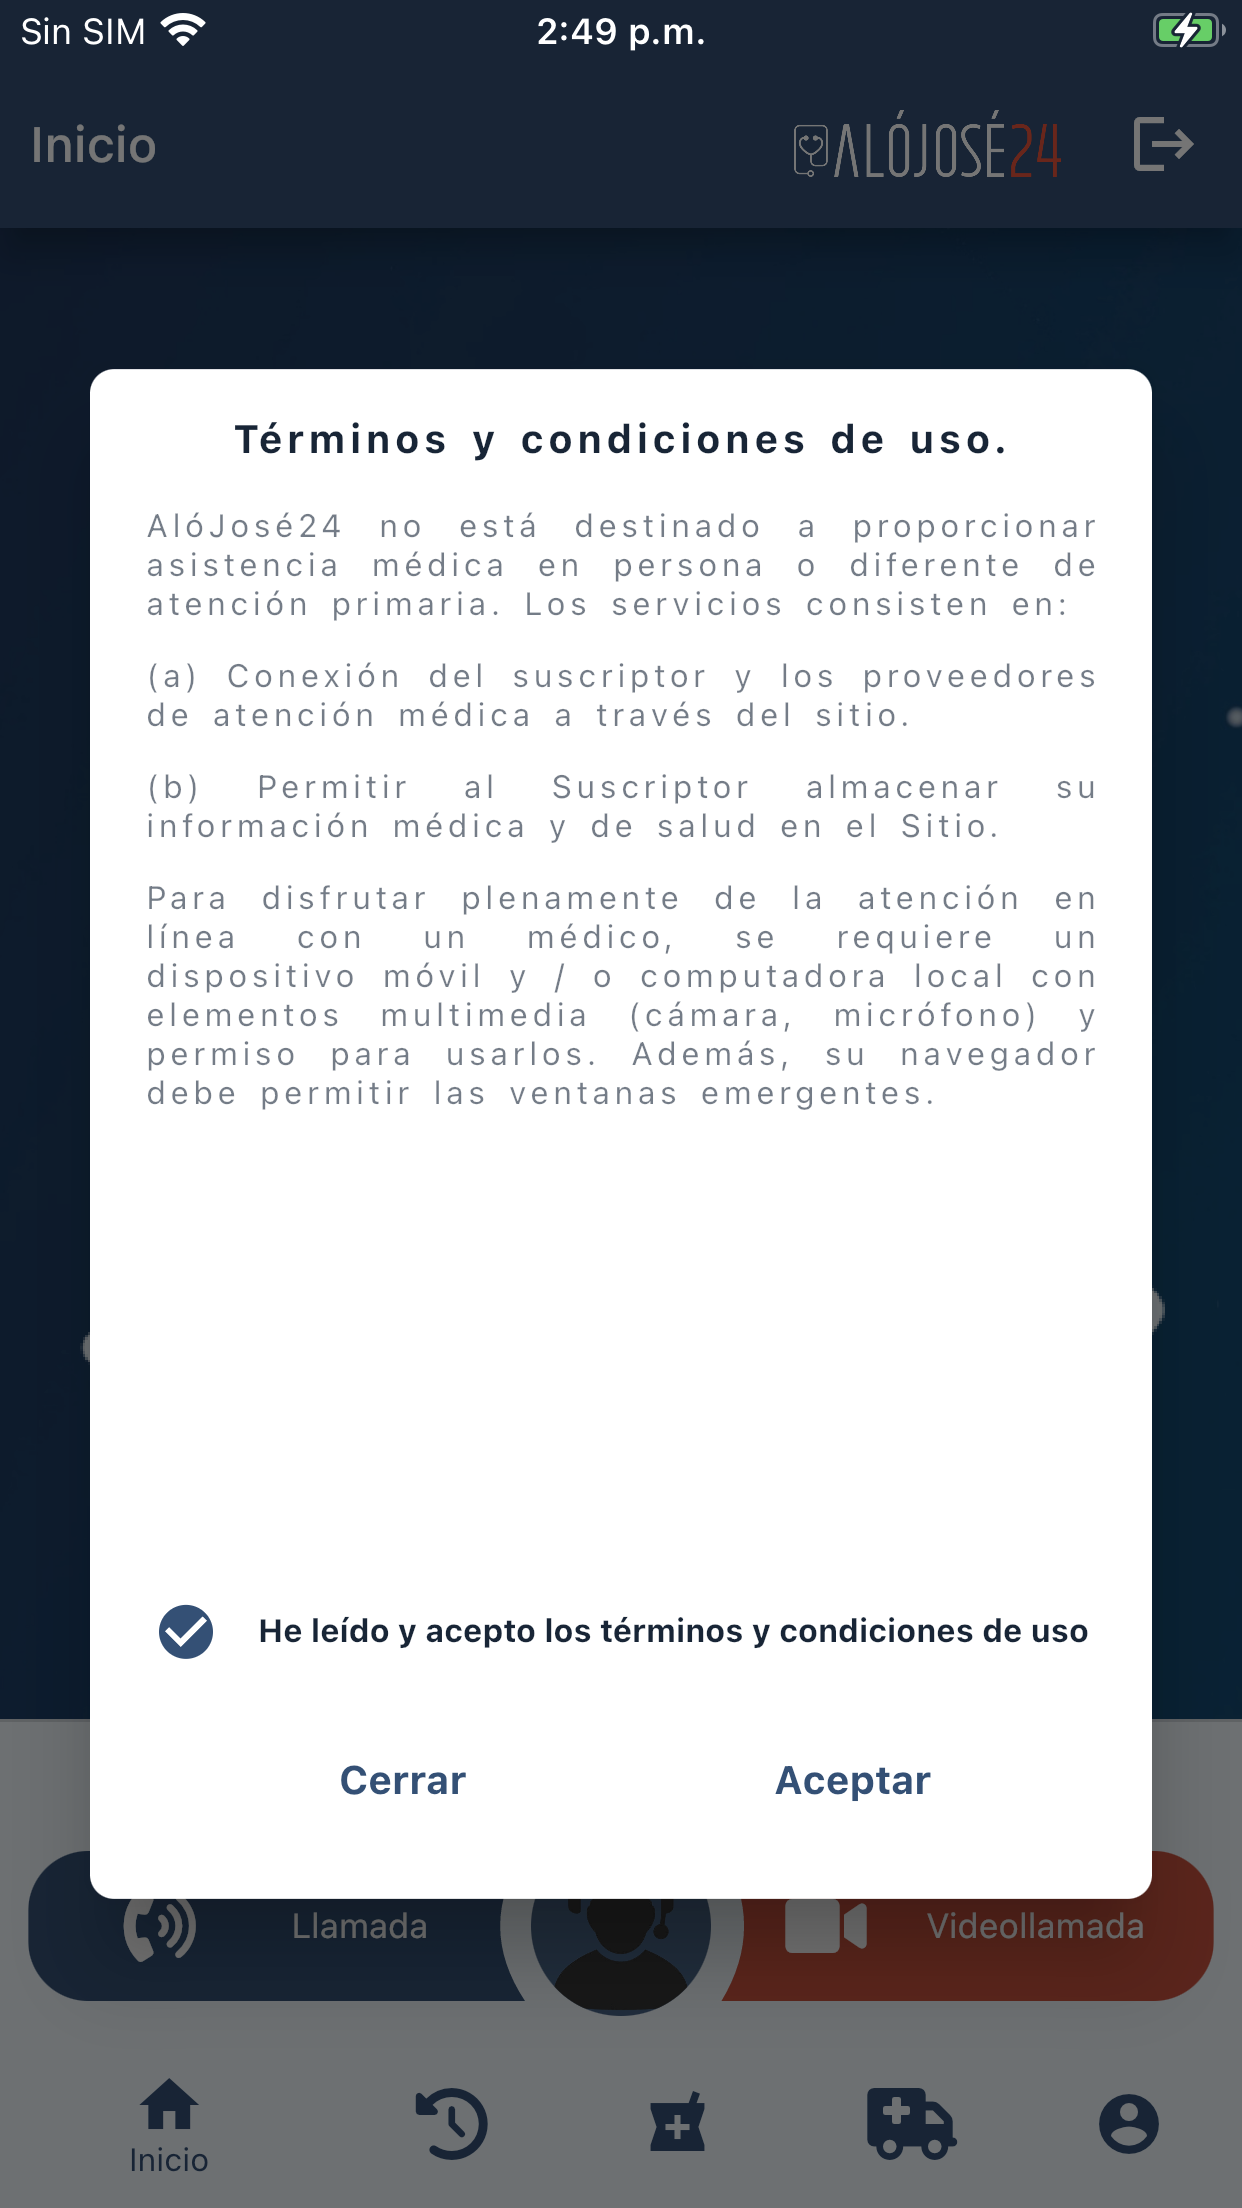 Sin SIM
2:49 p.m.
Inicio
ALÓJOSÉ24
Términos y condiciones de uso.
AlóJosé24 no está destinado a proporcionar
asistencia médica en persona o diferente de
atención primaria. Los servicios consisten en:
(a) Conexión del suscriptor y los proveedores
de atención médica a través del sitio.
(b) Permitir al Suscriptor almacenar su
información médica y de salud en el Sitio.
Para disfrutar plenamente de la atención en
línea con un médico, se requiere un
dispositivo móvil y / o computadora local con
elementos multimedia (cámara, micrófono) y
permiso para usarlos. Además, su navegador
debe permitir las ventanas emergentes.
He leído y acepto los términos y condiciones de uso
Cerrar
Aceptar
Llamada
Videollamada
Inicio